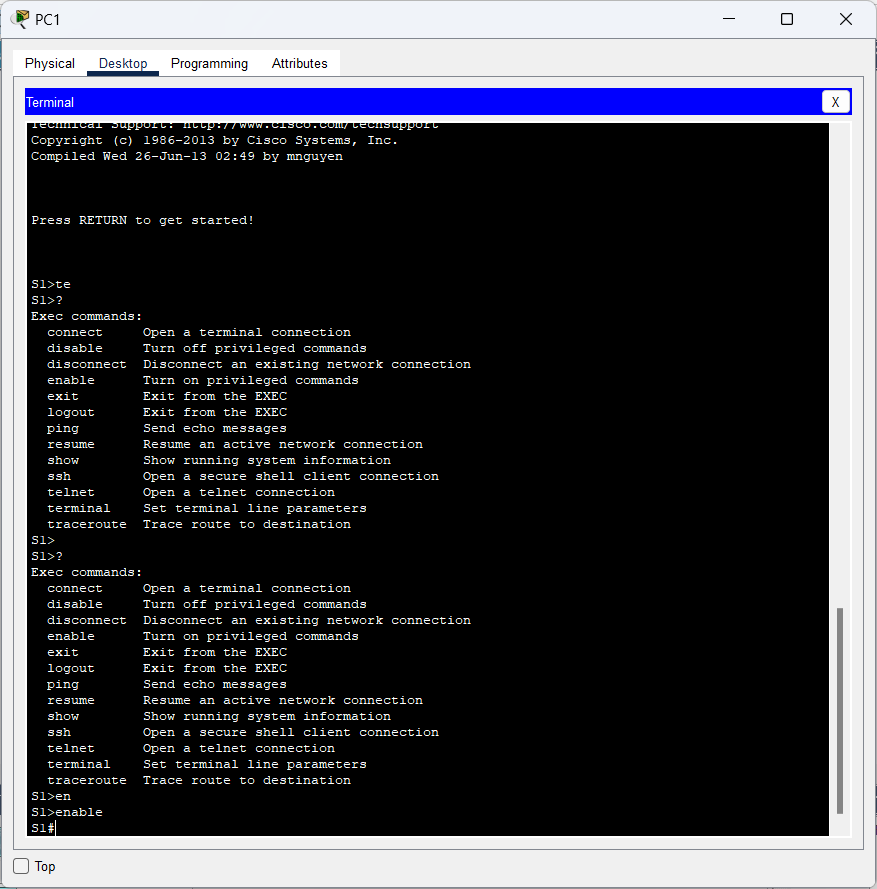 PC1
Physical Desktop Programming Attributes
Terminal X
Technical Support: http://www.cisco.com/techsupport
Copyright (c) 1986-2013 by Cisco Systems, Inc.
Compiled Wed 26-Jun-13 02:49 by mnguyen
Press RETURN to get started!
S1>te
S1>?
Exec commands:
connect Open a terminal connection
disable Turn off privileged commands
disconnect Disconnect an existing network connection
enable Turn on privileged commands
exit Exit from the EXEC
logout Exit from the EXEC
ping Send echo messages
resume Resume an active network connection
show Show running system information
ssh Open a secure shell client connection
telnet Open a telnet connection
terminal Set terminal line parameters
traceroute Trace route to destination
S1>
S1>?
Exec commands:
connect Open a terminal connection
disable Turn off privileged commands
disconnect Disconnect an existing network connection
enable Turn on privileged commands
exit Exit from the EXEC
logout Exit from the EXEC
ping Send echo messages
resume Resume an active network connection
show Show running system information
ssh Open a secure shell client connection
telnet Open a telnet connection
terminal Set terminal line parameters
traceroute Trace route to destination
S1>en
S1>enable
S1#
Top